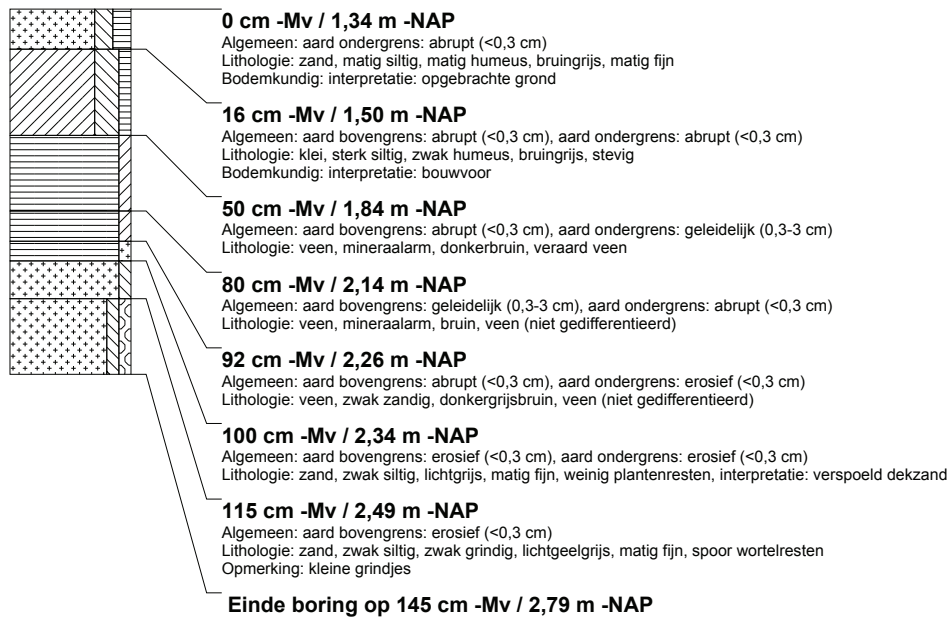 0 cm -Mv / 1,34 m -NAP
Algemeen: aard ondergrens: abrupt (<0,3 cm)
Lithologie: zand, matig siltig, matig humeus, bruingrijs, matig fijn
Bodemkundig: interpretatie: opgebrachte grond
16 cm -Mv / 1,50 m -NAP
Algemeen: aard bovengrens: abrupt (<0,3 cm), aard ondergrens: abrupt (<0,3 cm)
Lithologie: klei, sterk siltig, zwak humeus, bruingrijs, stevig
Bodemkundig: interpretatie: bouwvoor
50 cm -Mv / 1,84 m -NAP
Algemeen: aard bovengrens: abrupt (<0,3 cm), aard ondergrens: geleidelijk (0,3-3 cm)
Lithologie: veen, mineraalarm, donkerbruin, veraard veen
80 cm -Mv / 2,14 m -NAP
Algemeen: aard bovengrens: geleidelijk (0,3-3 cm), aard ondergrens: abrupt (<0,3 cm)
Lithologie: veen, mineraalarm, bruin, veen (niet gedifferentieerd)
92 cm -Mv / 2,26 m -NAP
Algemeen: aard bovengrens: abrupt (<0,3 cm), aard ondergrens: erosief (<0,3 cm)
Lithologie: veen, zwak zandig, donkergrijsbruin, veen (niet gedifferentieerd)
100 cm -Mv / 2,34 m -NAP
Algemeen: aard bovengrens: erosief (<0,3 cm), aard ondergrens: erosief (<0,3 cm)
Lithologie: zand, zwak siltig, lichtgrijs, matig fijn, weinig plantenresten, interpretatie: verspoeld dekzand
115 cm -Mv / 2,49 m -NAP
Algemeen: aard bovengrens: erosief (<0,3 cm)
Lithologie: zand, zwak siltig, zwak grindig, lichtgeelgrijs, matig fijn, spoor wortelresten
Opmerking: kleine grindjes
Einde boring op 145 cm -Mv / 2,79 m -NAP